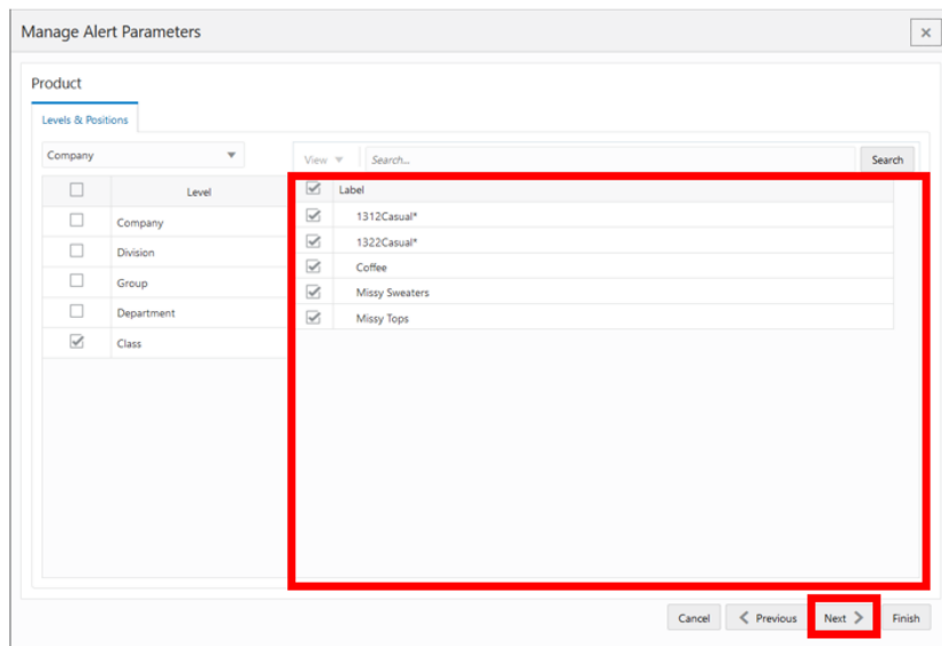 Manage Alert Parameters
Product
Levels & Positions
Company
View
Search...
Search
Level
Company
Division
Group
Department
Class
Label
1312Casual*
1322Casual*
Coffee
Missy Sweaters
Missy Tops
Cancel
Previous
Next
Finish